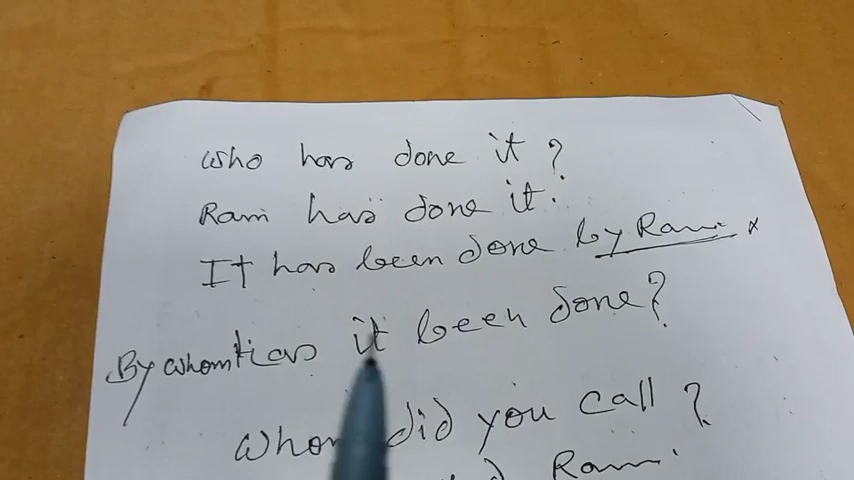 Who has done it ?
Ram has done it.
It has been done by Ram. x
By whom has it been done?
Whom did you call ?
Ram.